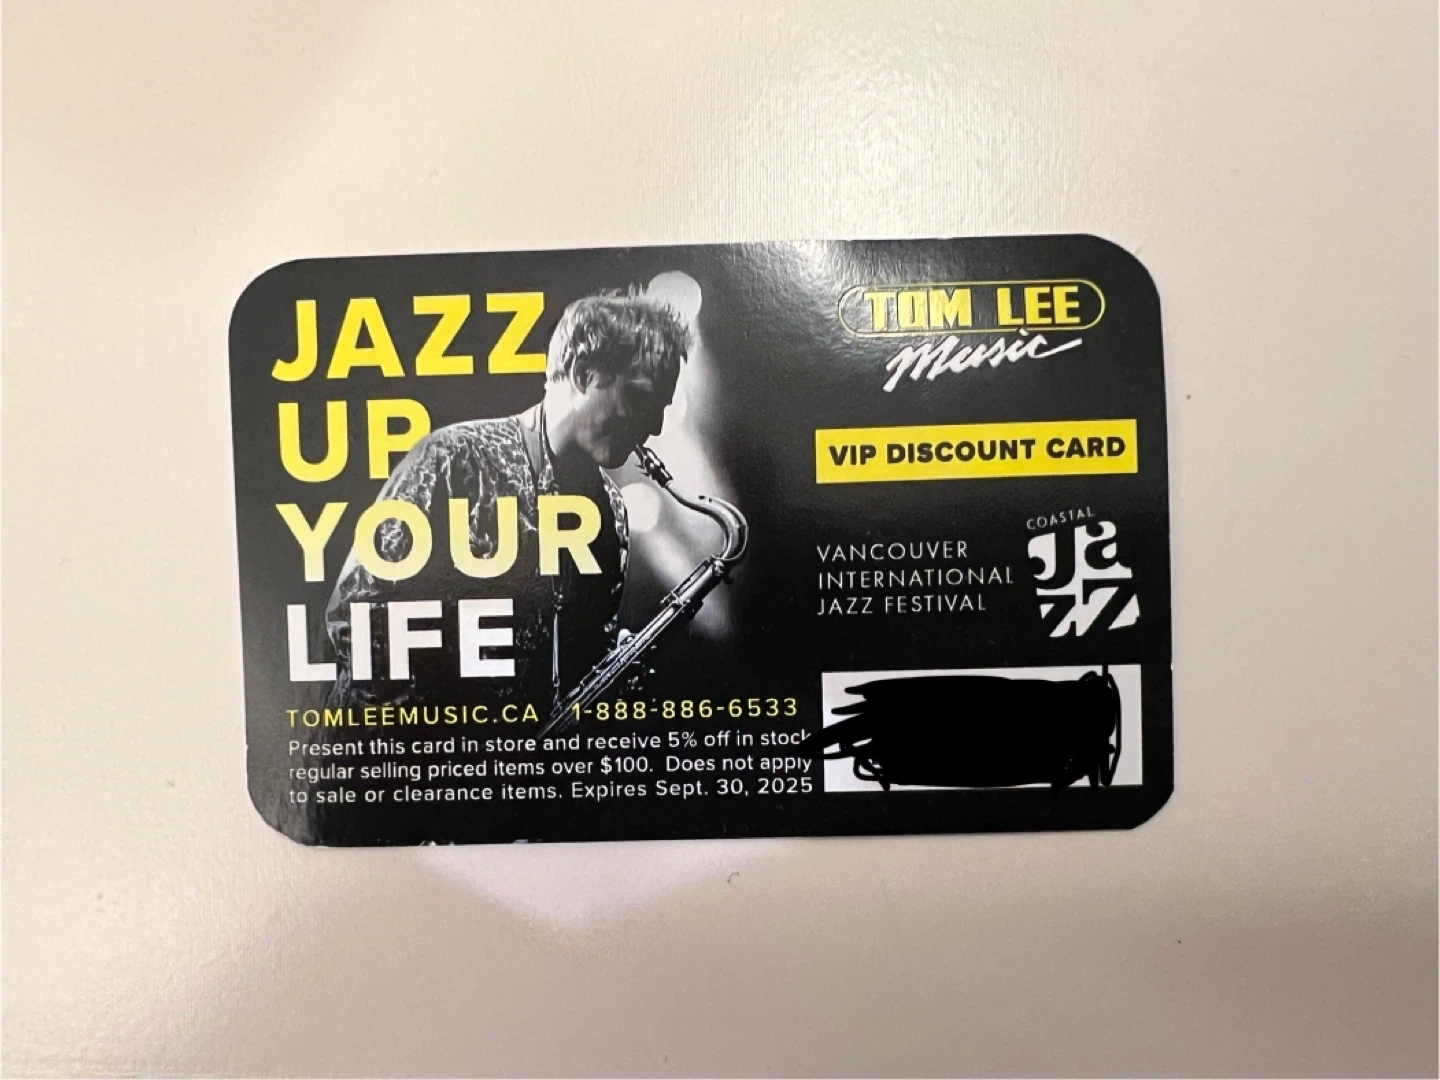 JAZZ
UP
YOUR
LIFE
TOMLEEMUSIC.CA 1-888-886-6533
Present this card in store and receive 5% off in stock
regular selling priced items over $100. Does not apply
to sale or clearance items. Expires Sept. 30, 2025
TOM LEE
Music
VIP DISCOUNT CARD
VANCOUVER
INTERNATIONAL
JAZZ FESTIVAL
COASTAL
Ja
zz